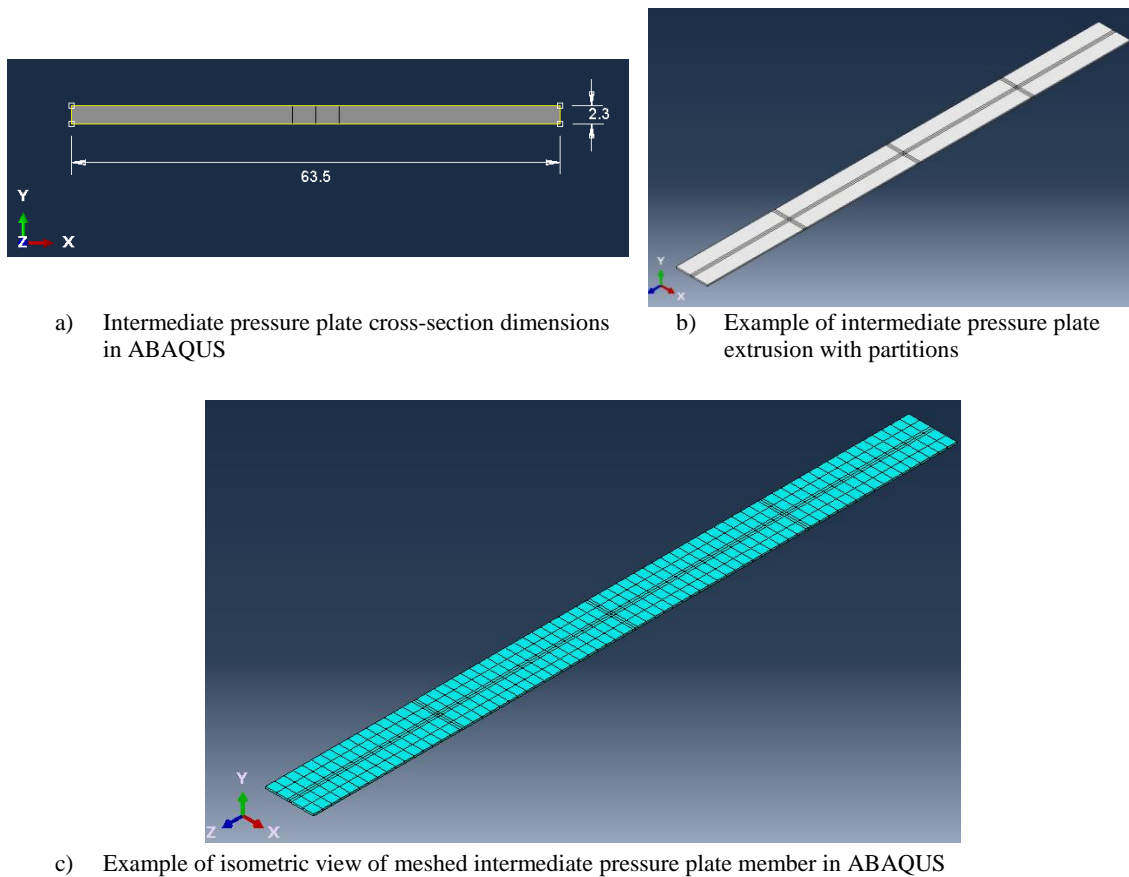 2.3
63.5
Y
Z X
Y
Z X
a) Intermediate pressure plate cross-section dimensions
in ABAQUS
b) Example of intermediate pressure plate
extrusion with partitions
Y
Z X
c) Example of isometric view of meshed intermediate pressure plate member in ABAQUS